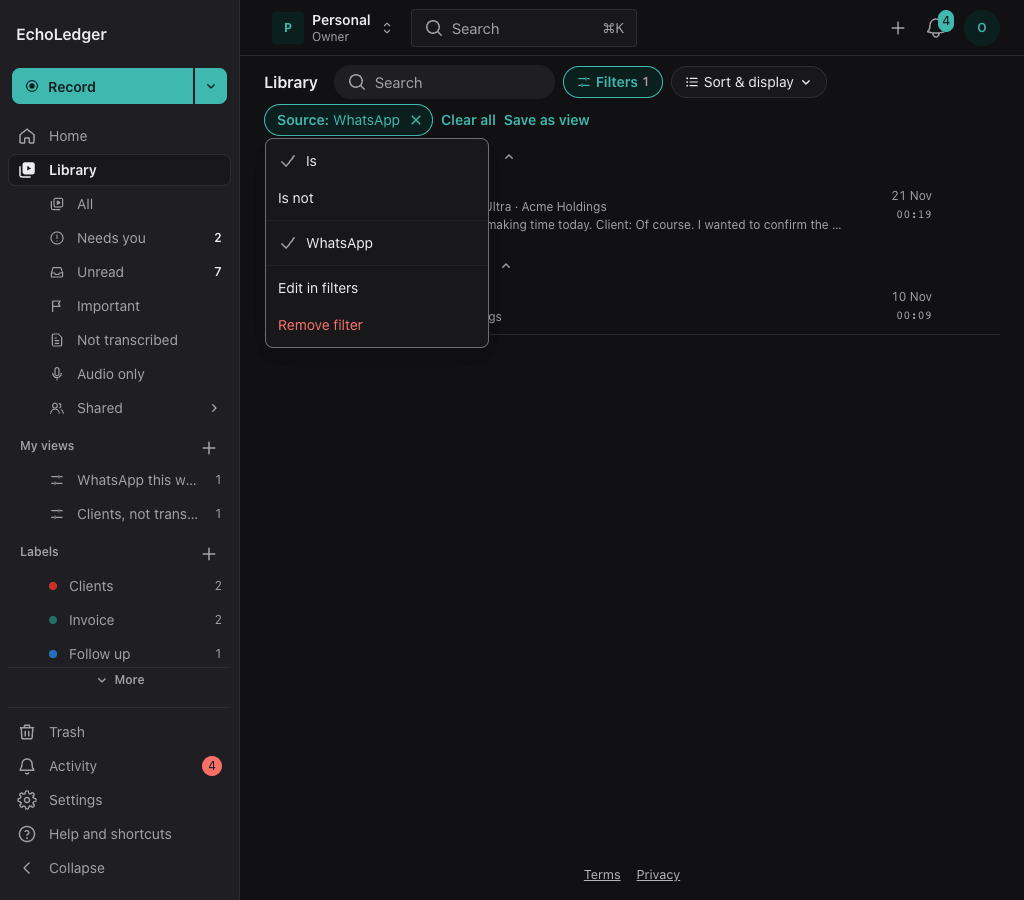 EchoLedger
P
Personal
Owner
Search
⌘K
4
O
Record
Home
Library
All
Needs you 2
Unread 7
Important
Not transcribed
Audio only
Shared
My views
WhatsApp this w... 1
Clients, not trans... 1
Labels
Clients 2
Invoice 2
Follow up 1
More
Trash
Activity 4
Settings
Help and shortcuts
Collapse
Library
Search
Filters 1
Sort & display
Source: WhatsApp
Clear all
Save as view
Is
Is not
WhatsApp
Edit in filters
Remove filter
· Acme Holdings
21 Nov
making time today. Client: Of course. I wanted to confirm the ...
00:19
10 Nov
00:09
Terms
Privacy